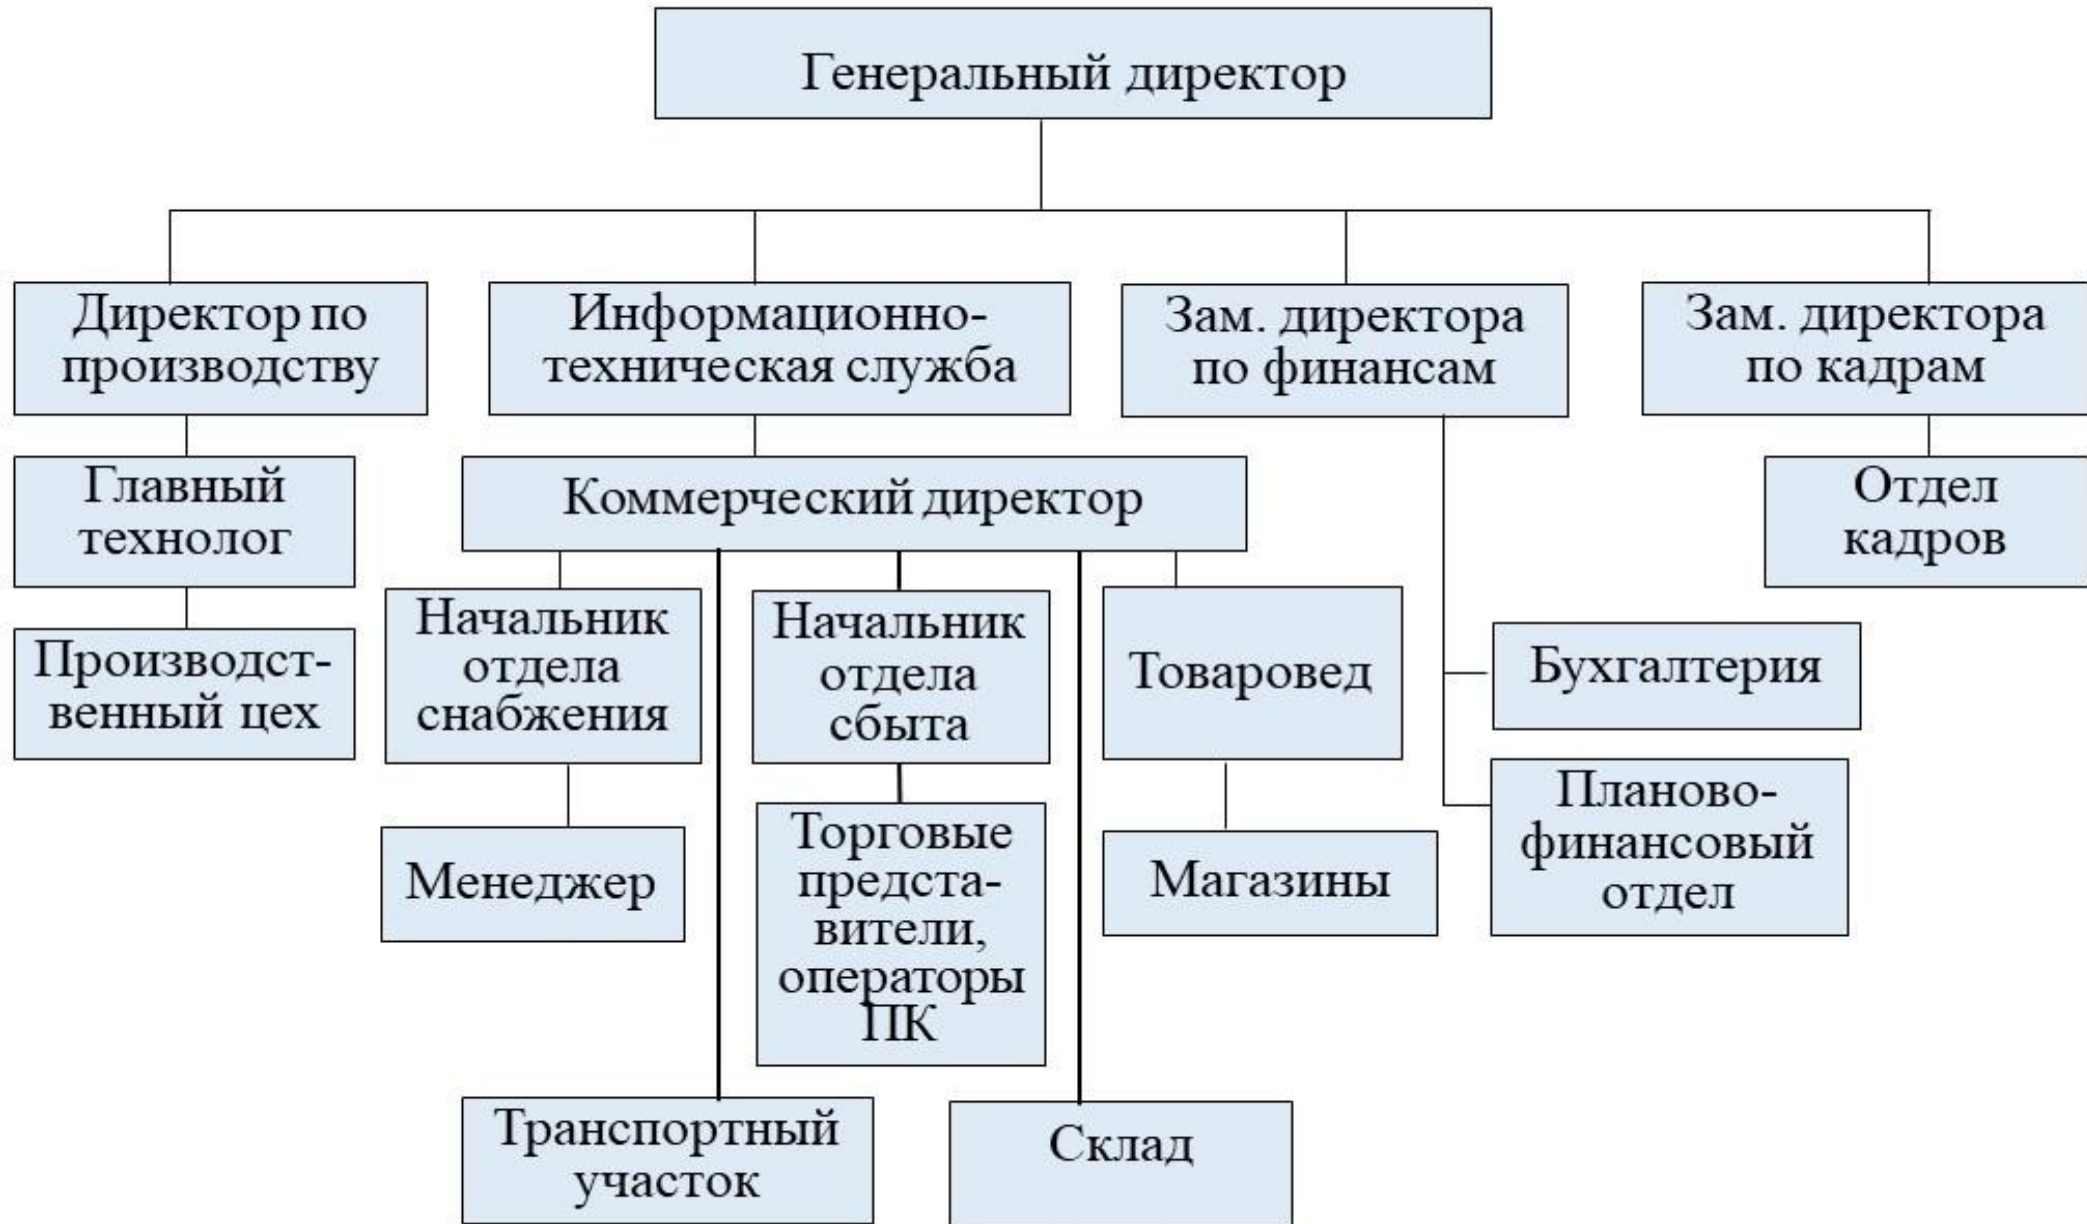 Генеральный директор
Директор по
производству
Информационно-
техническая служба
Зам. директора
по финансам
Зам. директора
по кадрам
Главный
технолог
Коммерческий директор
Отдел
кадров
Производст-
венный цех
Начальник
отдела
снабжения
Начальник
отдела
сбыта
Товаровед
Бухгалтерия
Планово-
финансовый
отдел
Менеджер
Торговые
предста-
вители,
операторы
ПК
Магазины
Транспортный
участок
Склад